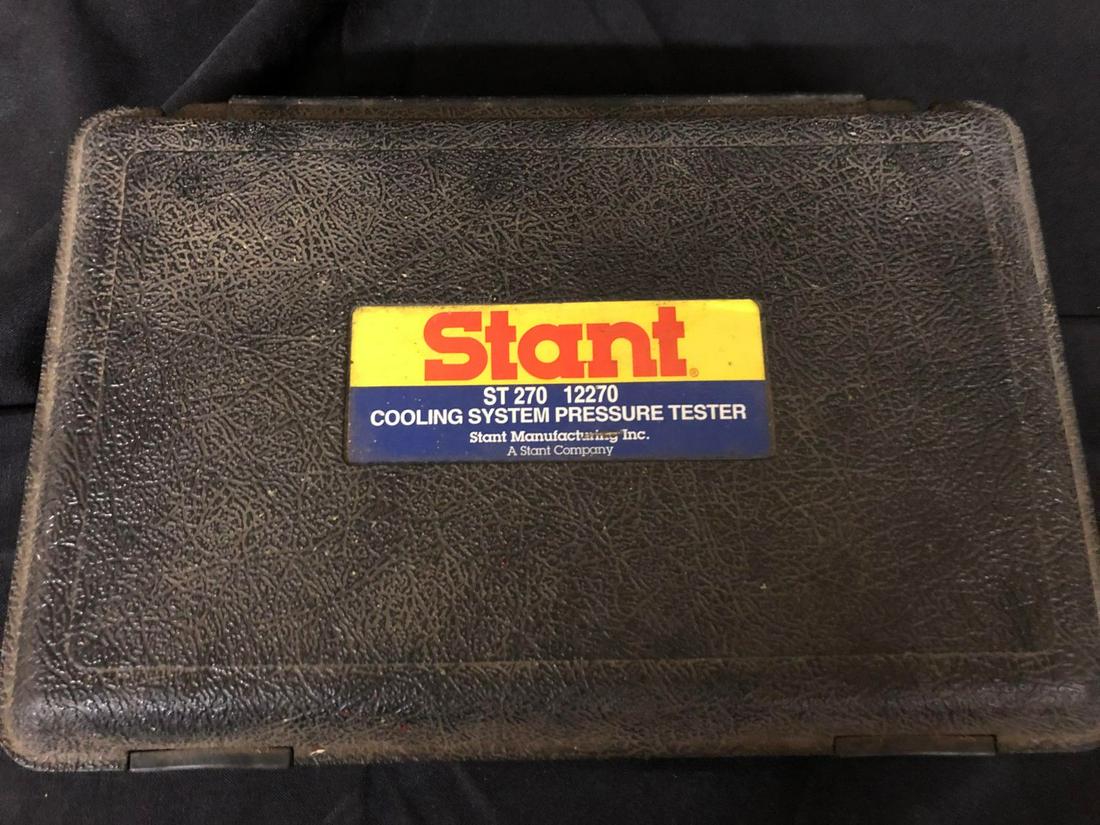 Stant®
ST 270 12270
COOLING SYSTEM PRESSURE TESTER
Stant Manufacturing Inc.
A Stant Company